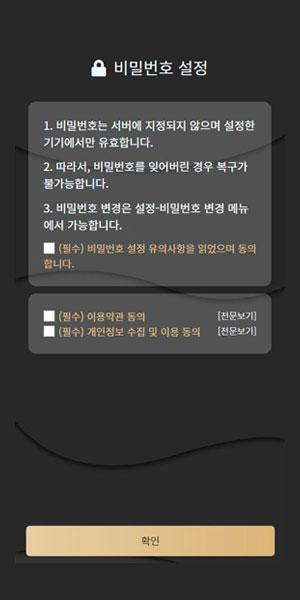 비밀번호 설정
1. 비밀번호는 서버에 지정되지 않으며 설정한
기기에서만 유효합니다.
2. 따라서, 비밀번호를 잊어버린 경우 복구가
불가능합니다.
3. 비밀번호 변경은 설정-비밀번호 변경 메뉴
에서 가능합니다.
(필수) 비밀번호 설정 유의사항을 읽었으며 동의
합니다.
(필수) 이용약관 동의 [전문보기]
(필수) 개인정보 수집 및 이용 동의 [전문보기]
확인